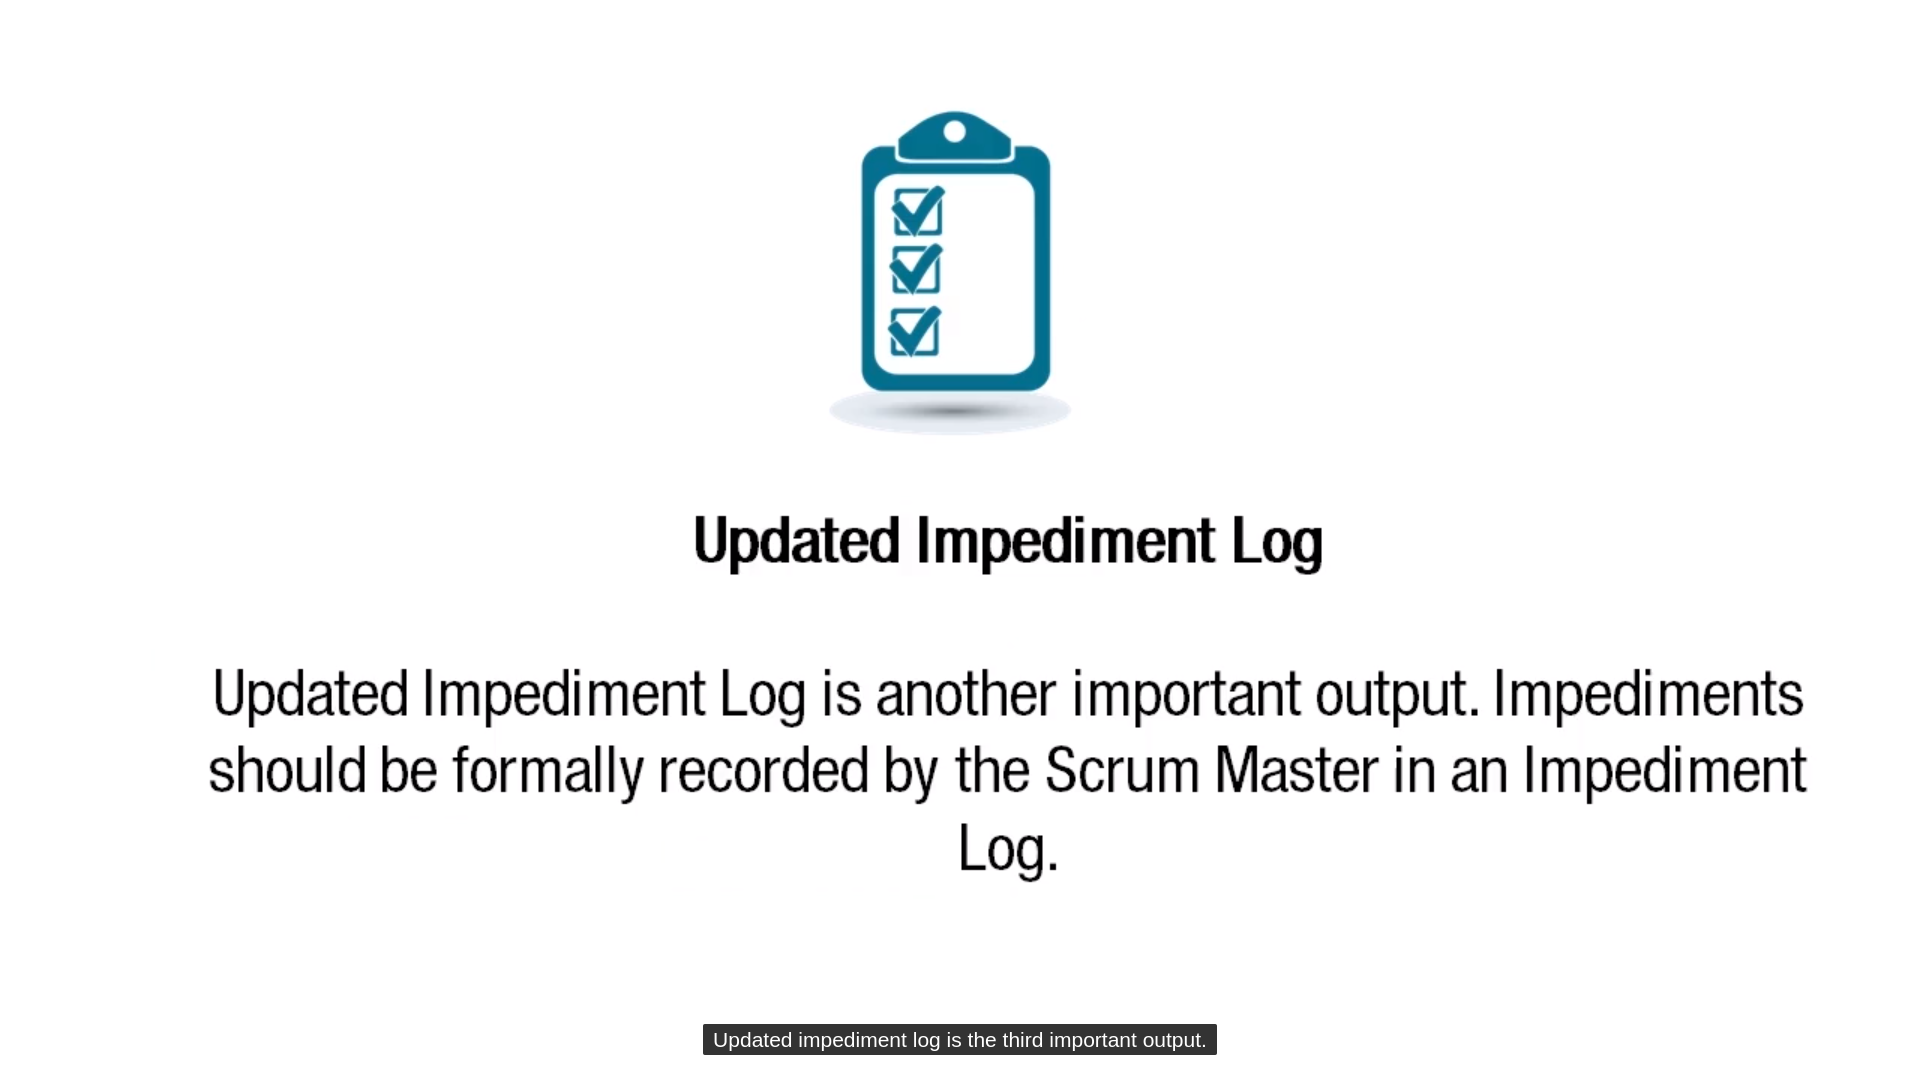 Updated Impediment Log
Updated Impediment Log is another important output. Impediments
should be formally recorded by the Scrum Master in an Impediment
Log.
Updated impediment log is the third important output.